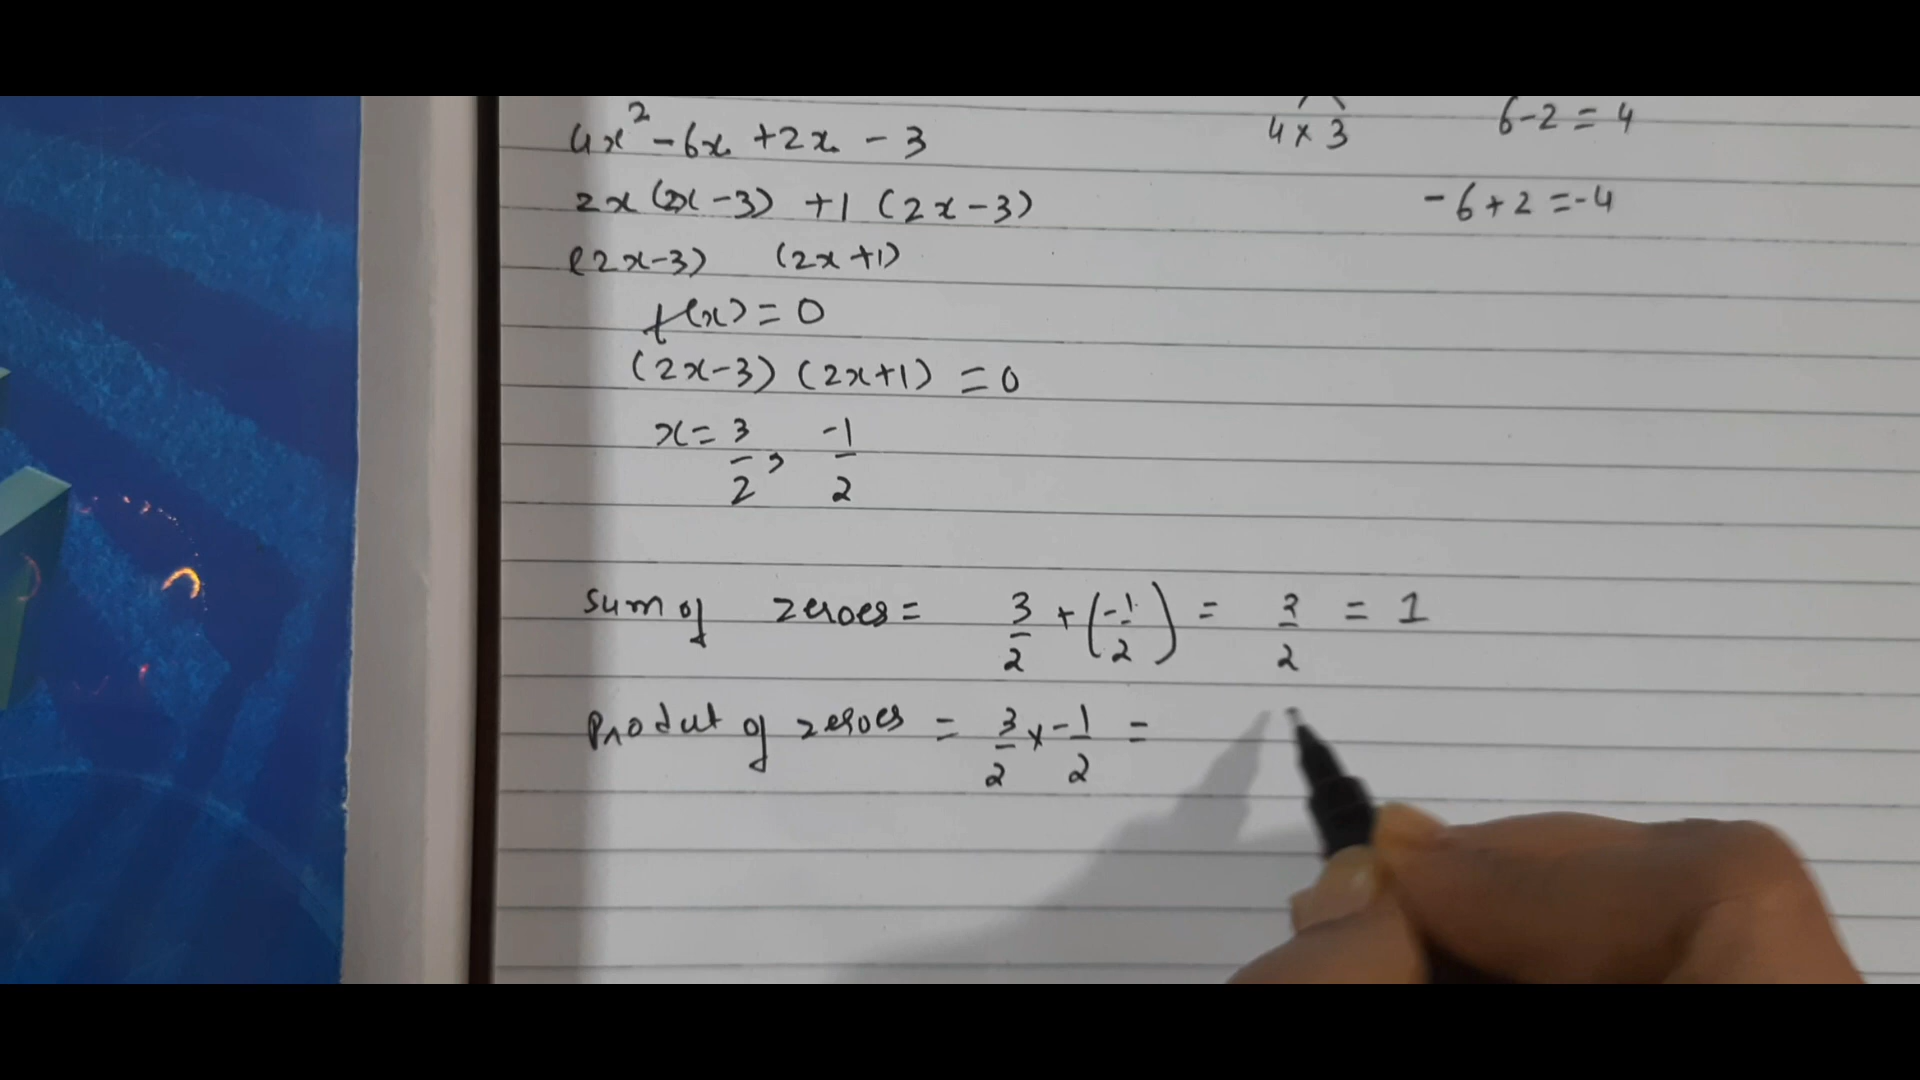 4x² - 6x + 2x - 3
4 × 3
6 - 2 = 4
2x (2x - 3) + 1 (2x - 3)
- 6 + 2 = - 4
(2x - 3) (2x + 1)
f(x) = 0
(2x - 3) (2x + 1) = 0
x = 3/2, -1/2
Sum of zeroes = 3/2 + (-1/2) = 2/2 = 1
Produt of zeroes = 3/2 × -1/2 =